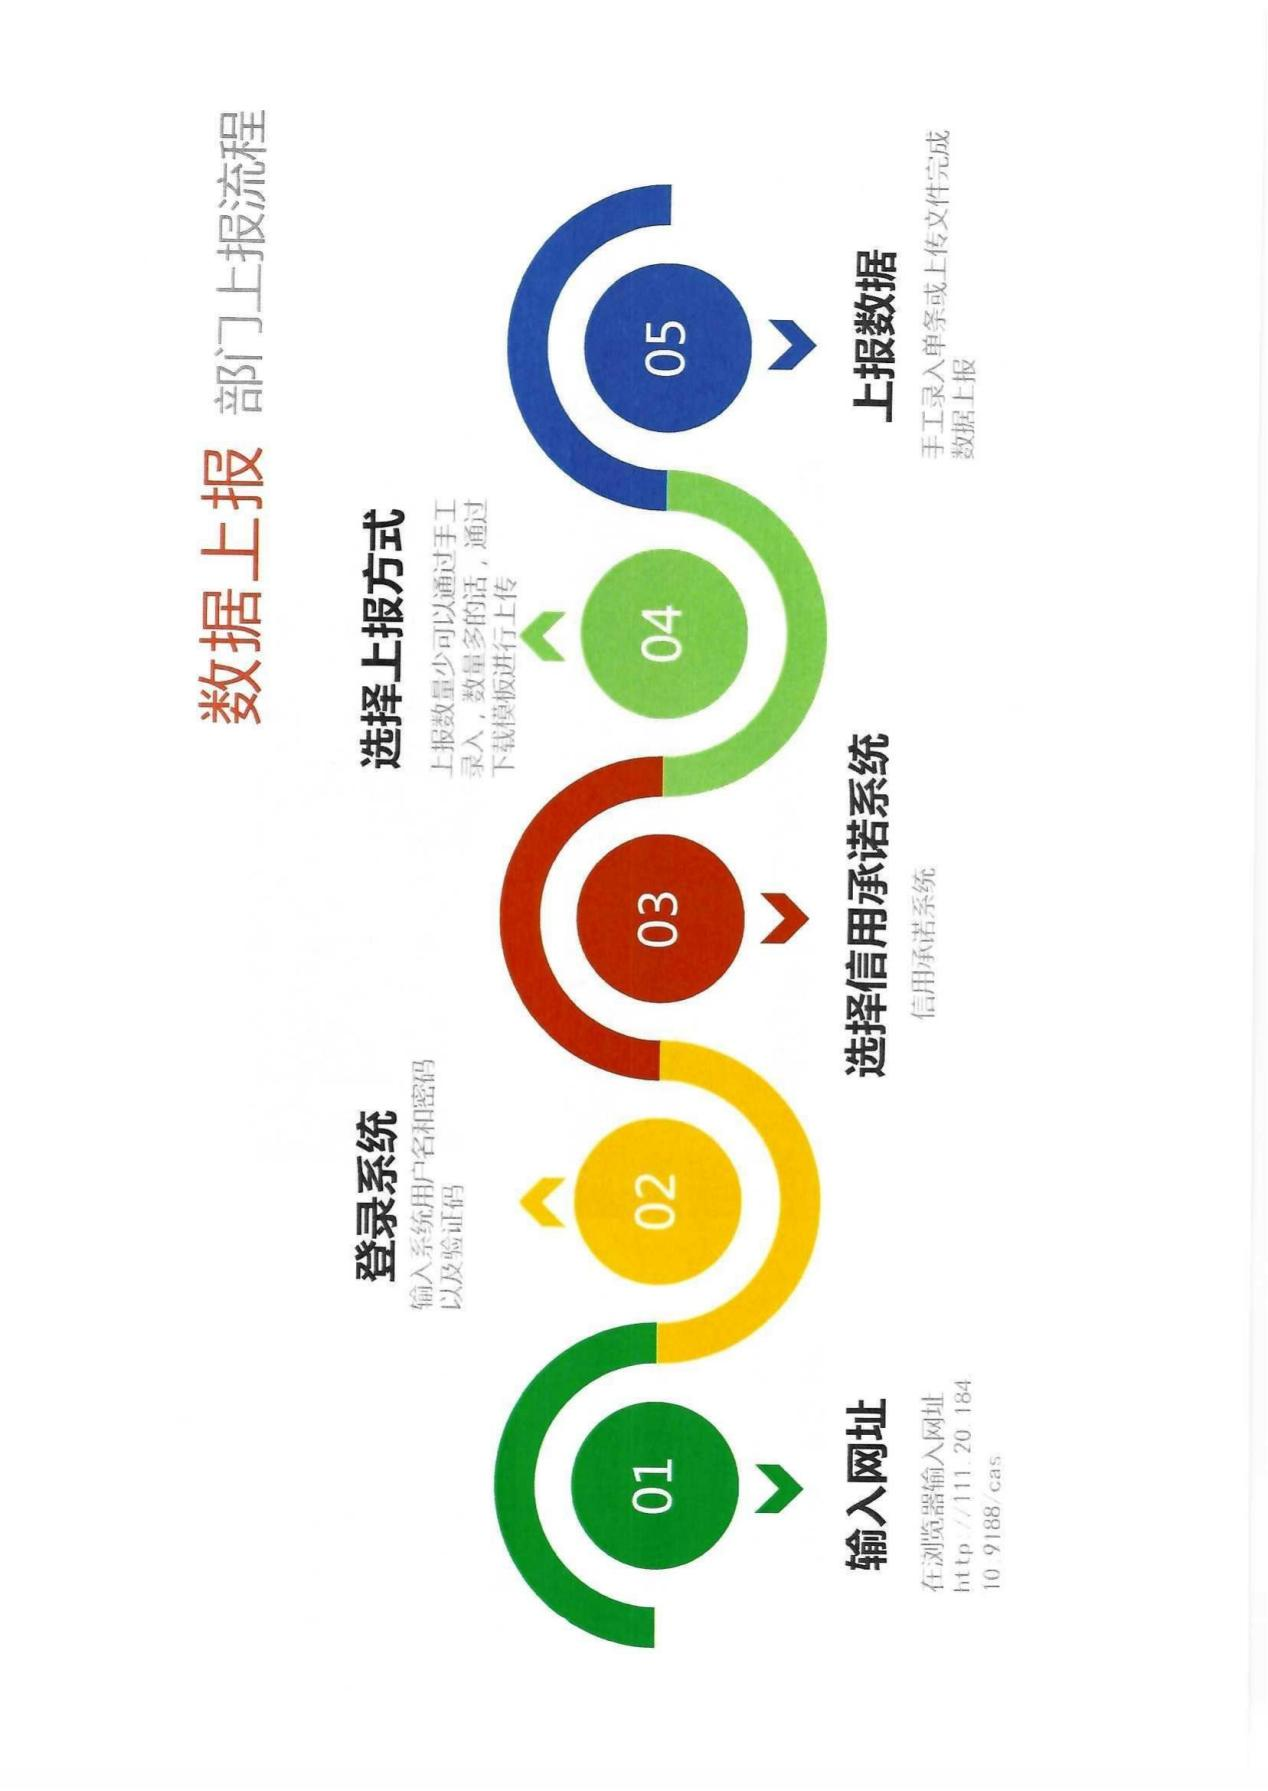 数据上报 部门上报流程
01
输入网址
在浏览器输入网址
http://111.20.184.
10.9188/cas
02
登录系统
输入系统用户名和密码
以及验证码
03
选择信用承诺系统
信用承诺系统
04
选择上报方式
上报数量少可以通过手工
录入，数量多的话，通过
下载模板进行上传
05
上报数据
手工录入单条或上传文件完成
数据上报